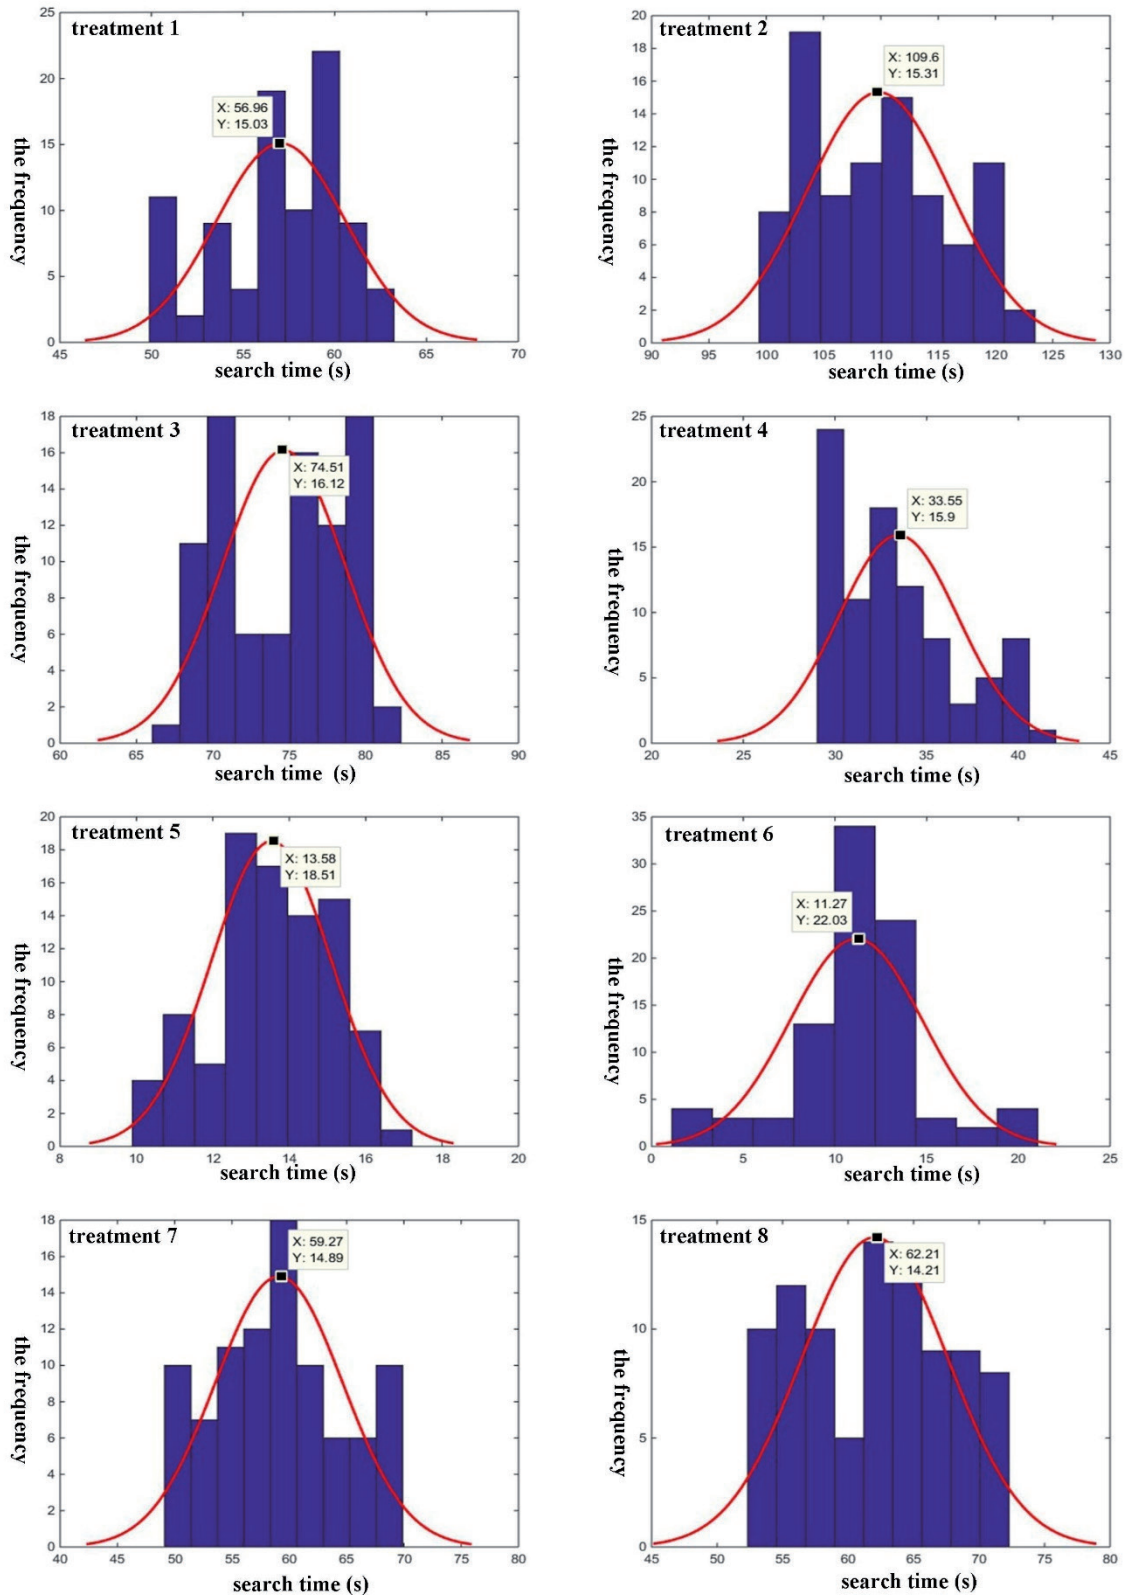 treatment 1
25
20
15
10
5
0
the frequency
X: 56.96
Y: 15.03
45 50 55 60 65 70
search time (s)
treatment 2
20
18
16
14
12
10
8
6
4
2
0
the frequency
X: 109.6
Y: 15.31
90 95 100 105 110 115 120 125 130
search time (s)
treatment 3
18
16
14
12
10
8
6
4
2
0
the frequency
X: 74.51
Y: 16.12
60 65 70 75 80 85 90
search time (s)
treatment 4
25
20
15
10
5
0
the frequency
X: 33.55
Y: 15.9
20 25 30 35 40 45
search time (s)
treatment 5
20
18
16
14
12
10
8
6
4
2
0
the frequency
X: 13.58
Y: 18.51
8 10 12 14 16 18 20
search time (s)
treatment 6
35
30
25
20
15
10
5
0
the frequency
X: 11.27
Y: 22.03
0 5 10 15 20 25
search time (s)
treatment 7
18
16
14
12
10
8
6
4
2
0
the frequency
X: 59.27
Y: 14.89
40 45 50 55 60 65 70 75 80
search time (s)
treatment 8
15
10
5
0
the frequency
X: 62.21
Y: 14.21
45 50 55 60 65 70 75 80
search time (s)